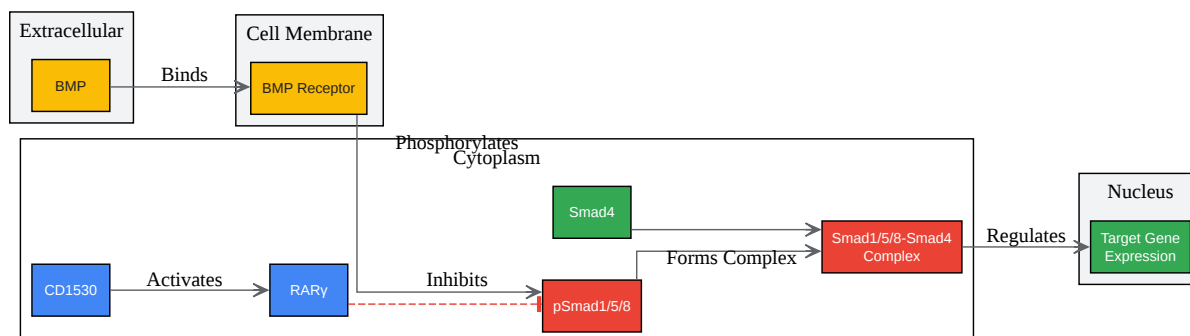 Extracellular
Cell Membrane
BMP
Binds
BMP Receptor
Phosphorylates
Cytoplasm
Smad4
Nucleus
Smad1/5/8-Smad4
Complex
Regulates
Target Gene
Expression
Forms Complex
CD1530
Activates
RARγ
Inhibits
pSmad1/5/8